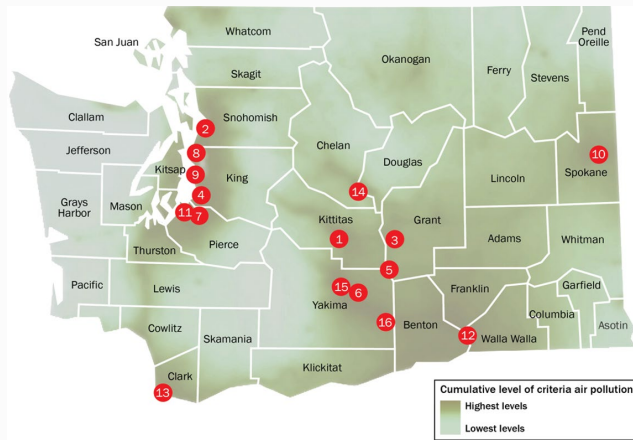 Whatcom
San Juan
Skagit
Okanogan
Ferry
Stevens
Pend
Oreille
Clallam
Snohomish
2
Jefferson
Chelan
Douglas
8
10
Kitsap
9
King
Spokane
Lincoln
14
4
Grays
Harbor
Mason
11
7
Kittitas
Grant
1
3
Adams
Whitman
Pierce
Thurston
5
Pacific
Lewis
15
6
Yakima
Franklin
Garfield
Columbia
16
Benton
Asotin
Cowlitz
Skamania
12
Walla Walla
Klickitat
Clark
13
Cumulative level of criteria air pollution
Highest levels
Lowest levels